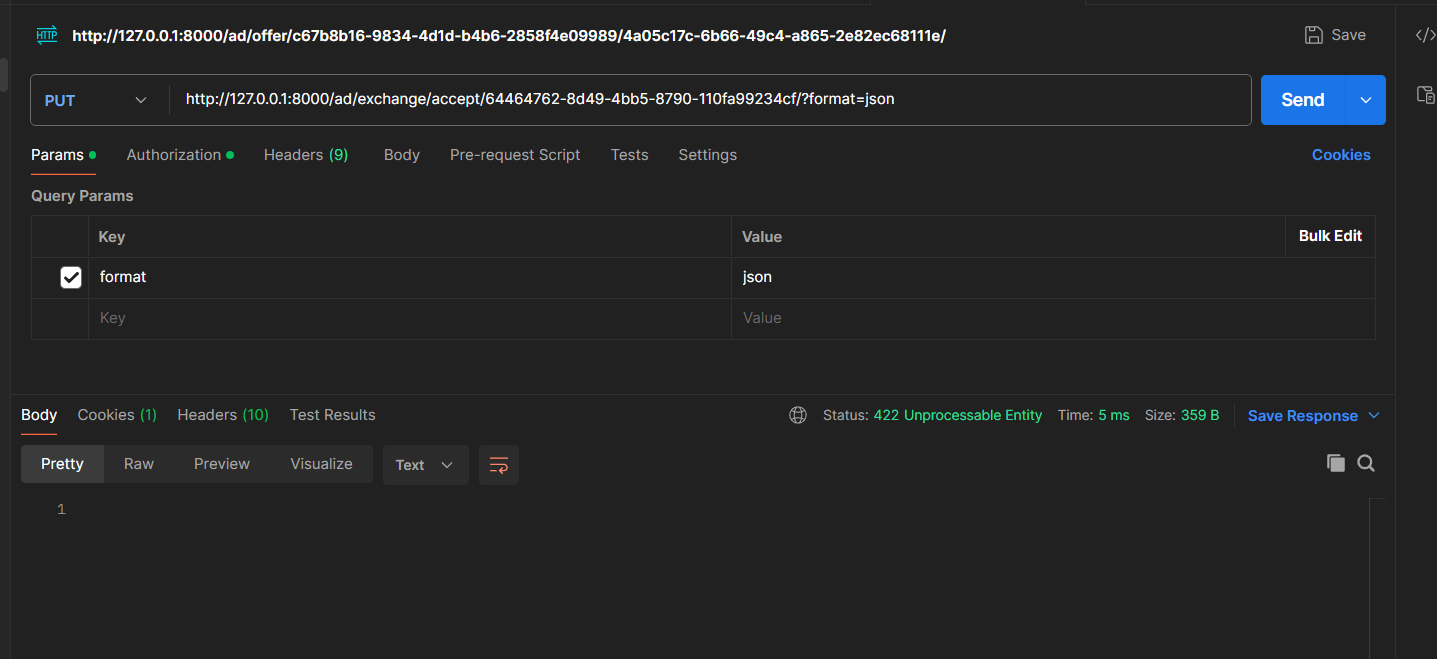 HTTP http://127.0.0.1:8000/ad/offer/c67b8b16-9834-4d1d-b4b6-2858f4e09989/4a05c17c-6b66-49c4-a865-2e82ec68111e/ Save </>
PUT http://127.0.0.1:8000/ad/exchange/accept/64464762-8d49-4bb5-8790-110fa99234cf/?format=json Send
Params Authorization Headers (9) Body Pre-request Script Tests Settings Cookies
Query Params
Key Value Bulk Edit
format json
Key Value
Body Cookies (1) Headers (10) Test Results Status: 422 Unprocessable Entity Time: 5 ms Size: 359 B Save Response
Pretty Raw Preview Visualize Text
1